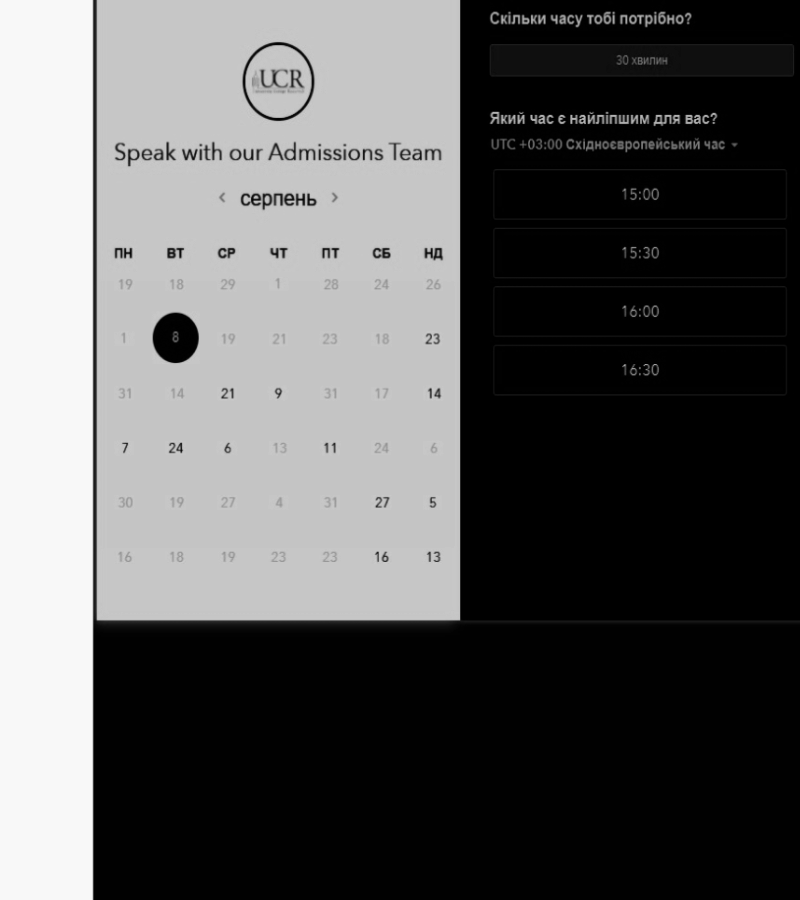 UCR
Speak with our Admissions Team
серпень
ПН ВТ СР ЧТ ПТ СБ НД
19 18 29 1 28 24 26
1 8 19 21 23 18 23
31 14 21 9 31 17 14
7 24 6 13 11 24 6
30 19 27 4 31 27 5
16 18 19 23 23 16 13
Скільки часу тобі потрібно?
30 хвилин
Який час є найліпшим для вас?
UTC +03:00 Східноєвропейський час
15:00
15:30
16:00
16:30